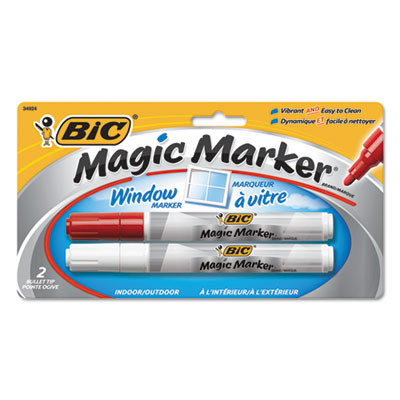 34924
BIC
Vibrant AND Easy to Clean
Dynamique ET facile à nettoyer
Magic Marker®
BRAND/MARQUE
Window MARKER
MARQUEUR à vitre
BIC
Magic Marker
BIC
Magic Marker
2
BULLET TIP
POINTE OGIVE
INDOOR/OUTDOOR
À L'INTÉRIEUR/À L'EXTÉRIEUR